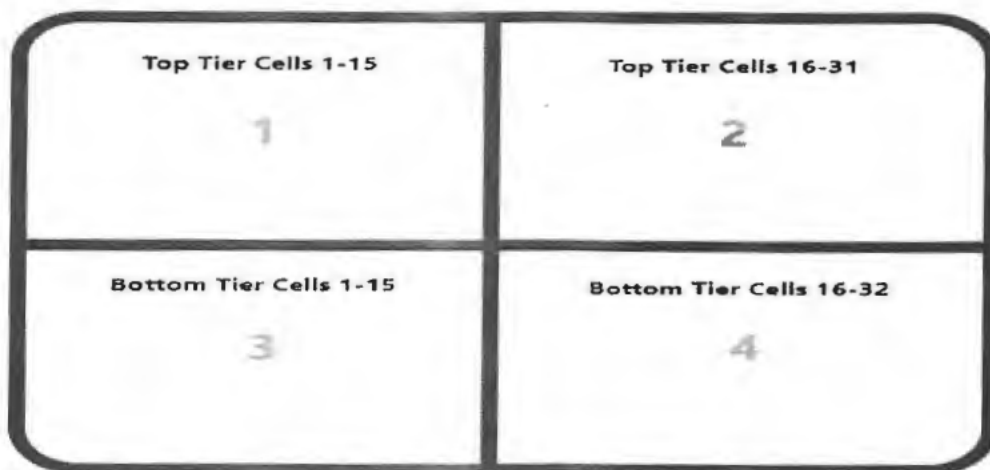 Top Tier Cells 1-15
1
Top Tier Cells 16-31
2
Bottom Tier Cells 1-15
3
Bottom Tier Cells 16-32
4